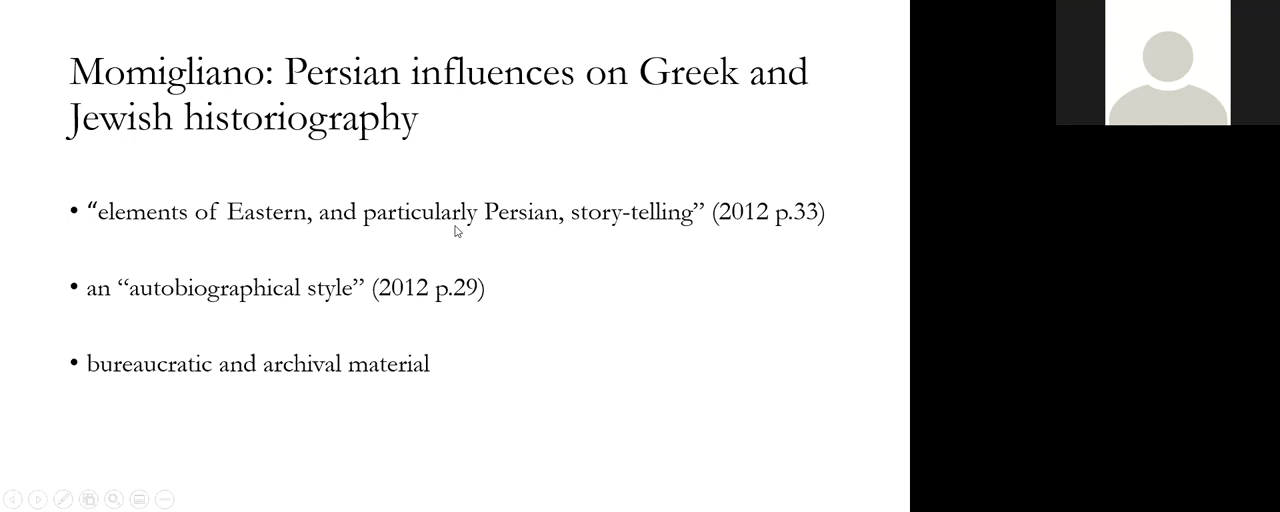 Momigliano: Persian influences on Greek and
Jewish historiography
• “elements of Eastern, and particularly Persian, story-telling” (2012 p.33)
• an “autobiographical style” (2012 p.29)
• bureaucratic and archival material